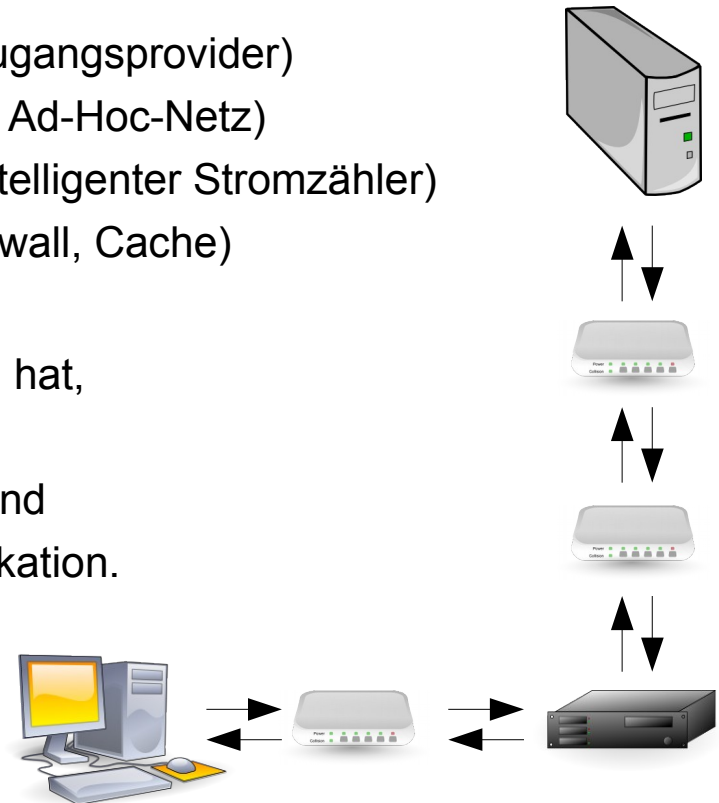 ugangsprovider)
Ad-Hoc-Netz)
telligenter Stromzähler)
wall, Cache)
hat,
nd
kation.
Power
Collision
Power
Collision
Power
Collision